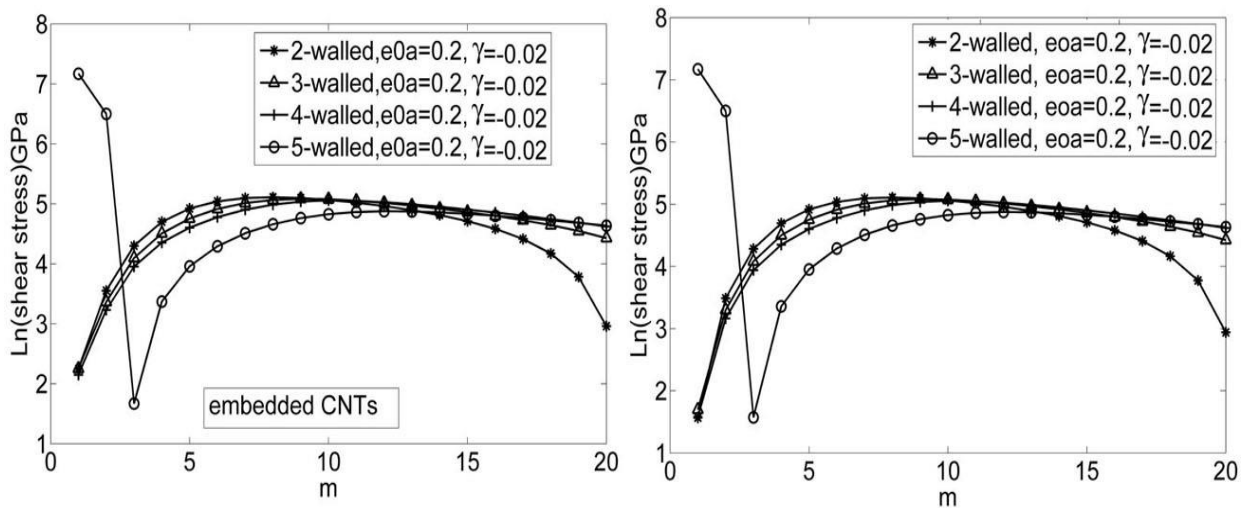 8
7
6
5
4
3
2
1
Ln(shear stress)GPa
2-walled,e0a=0.2, γ=-0.02
3-walled,e0a=0.2, γ=-0.02
4-walled,e0a=0.2, γ=-0.02
5-walled,e0a=0.2, γ=-0.02
embedded CNTs
0 5 10 15 20
m
8
7
6
5
4
3
2
1
Ln(shear stress)GPa
2-walled, eoa=0.2, γ=-0.02
3-walled, eoa=0.2, γ=-0.02
4-walled, eoa=0.2, γ=-0.02
5-walled, eoa=0.2, γ=-0.02
0 5 10 15 20
m